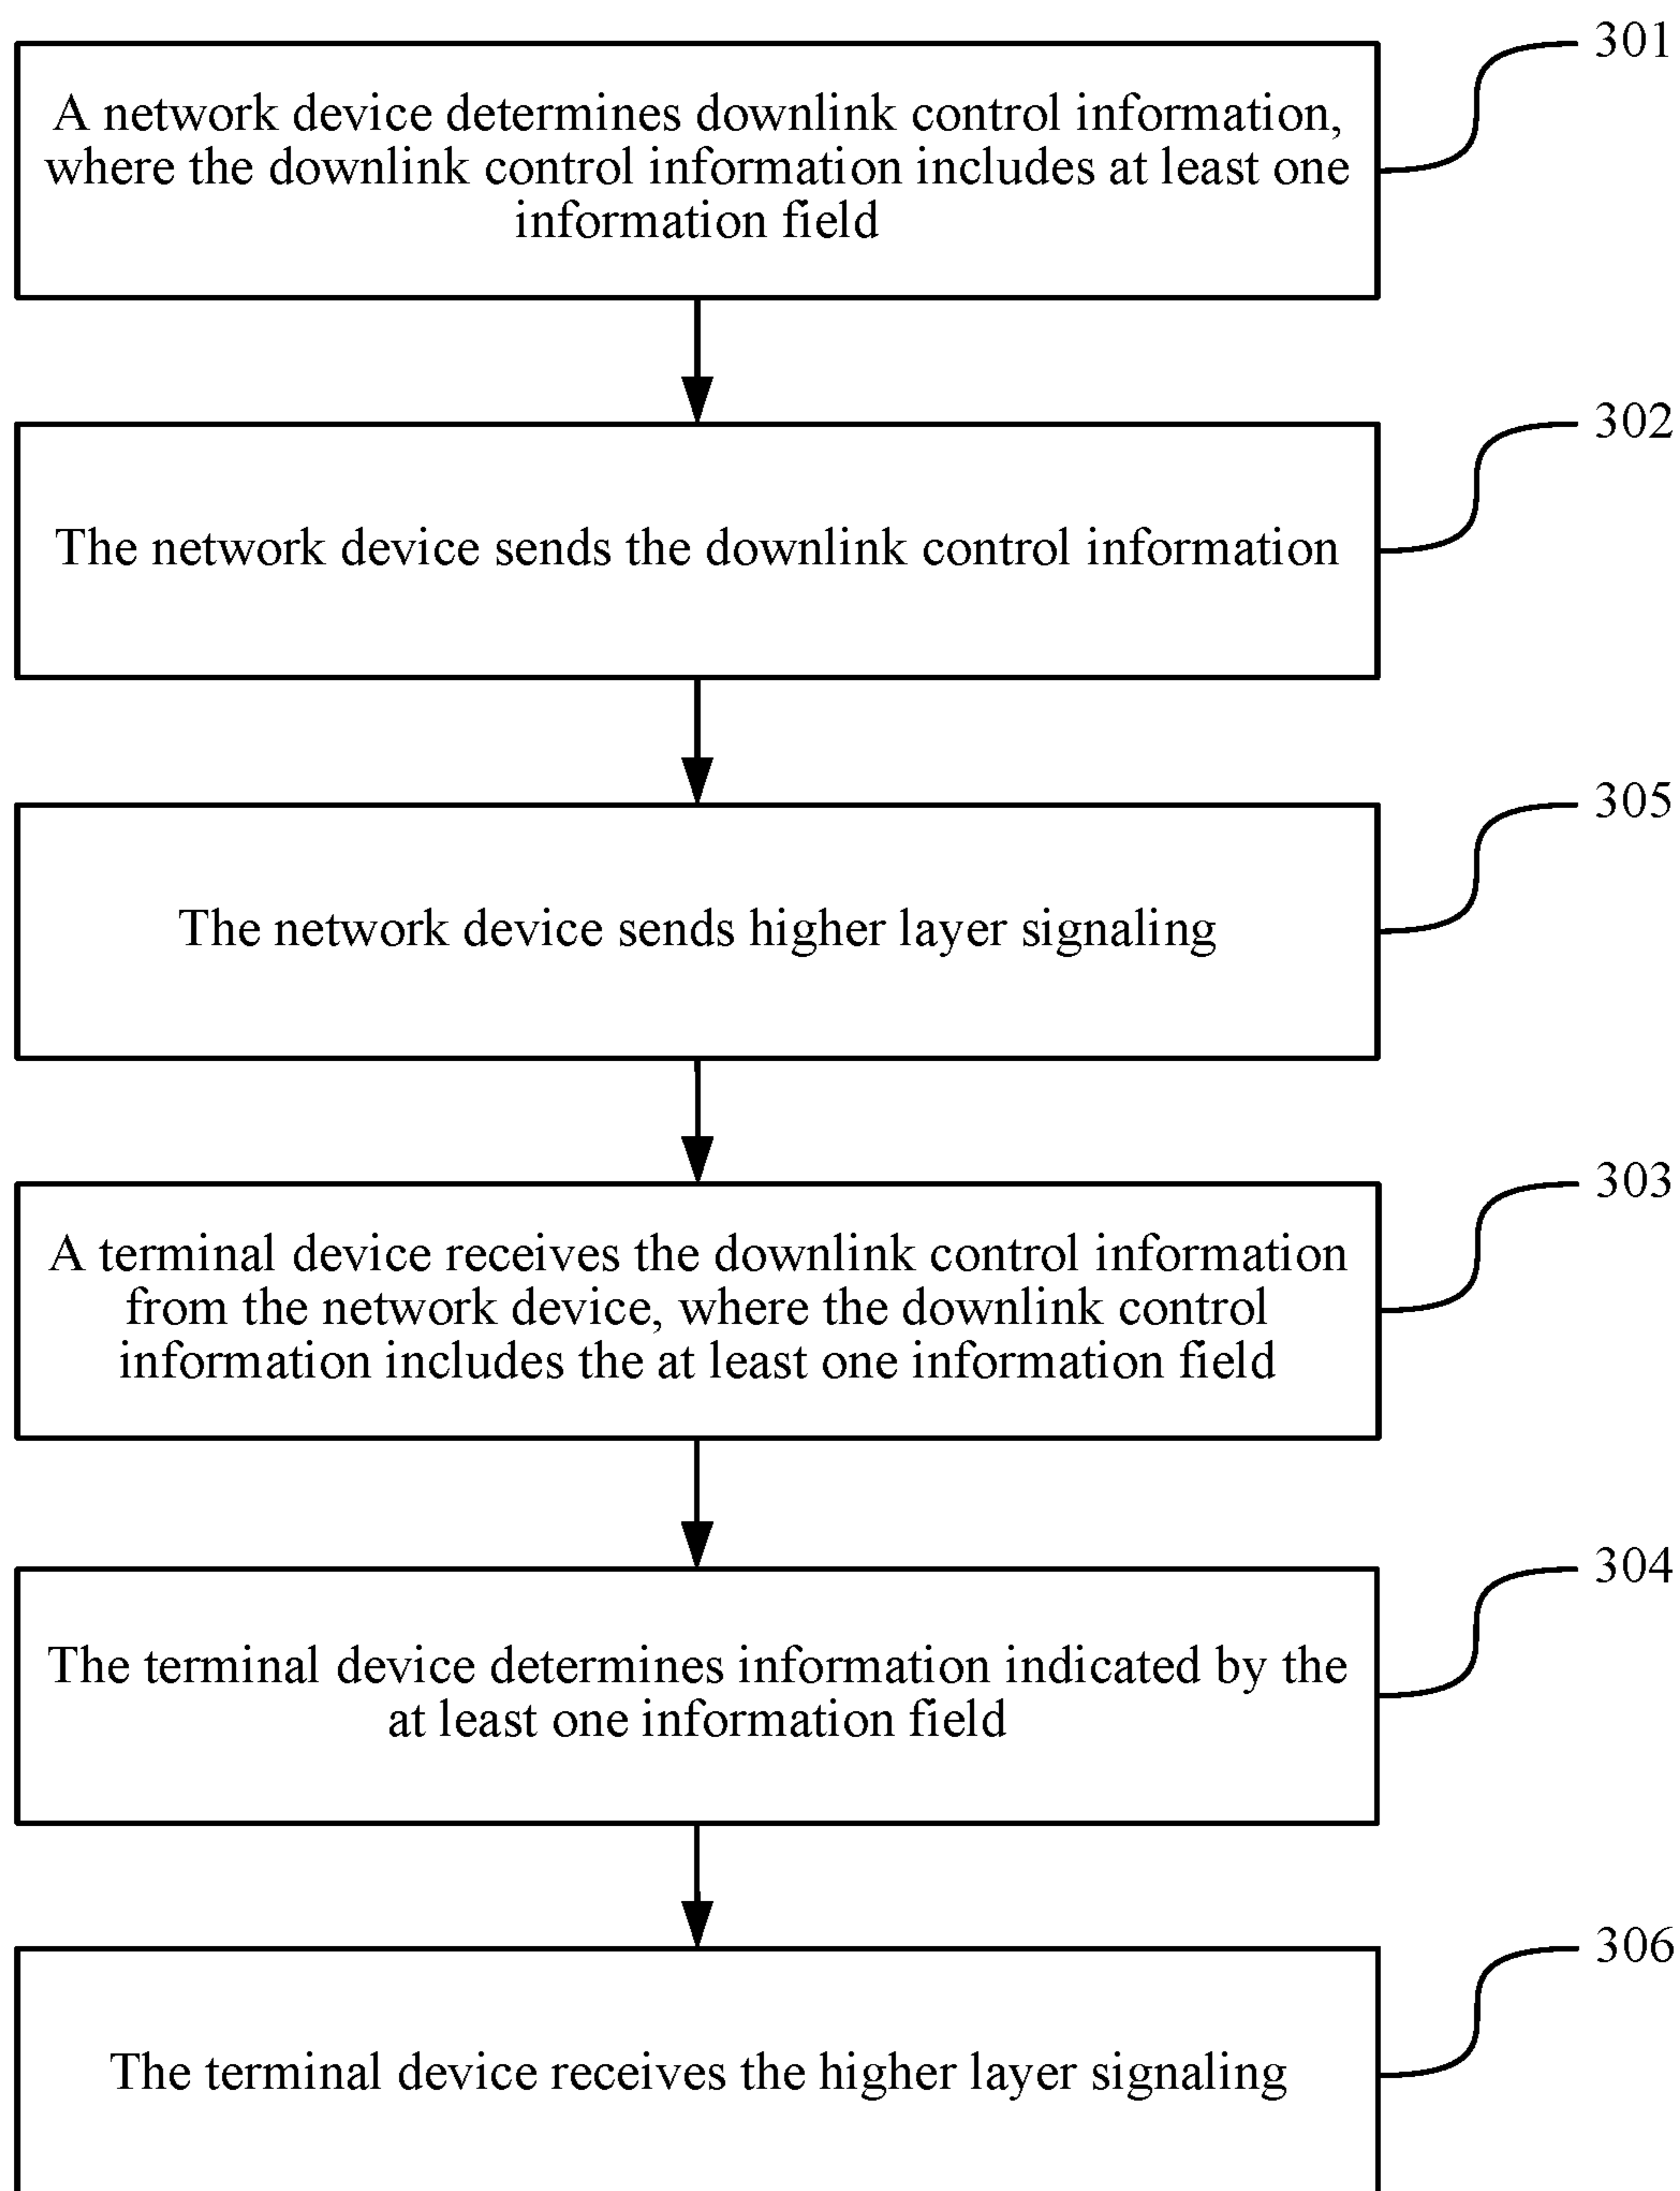 301
A network device determines downlink control information,
where the downlink control information includes at least one
information field
302
The network device sends the downlink control information
305
The network device sends higher layer signaling
303
A terminal device receives the downlink control information
from the network device, where the downlink control
information includes the at least one information field
304
The terminal device determines information indicated by the
at least one information field
306
The terminal device receives the higher layer signaling